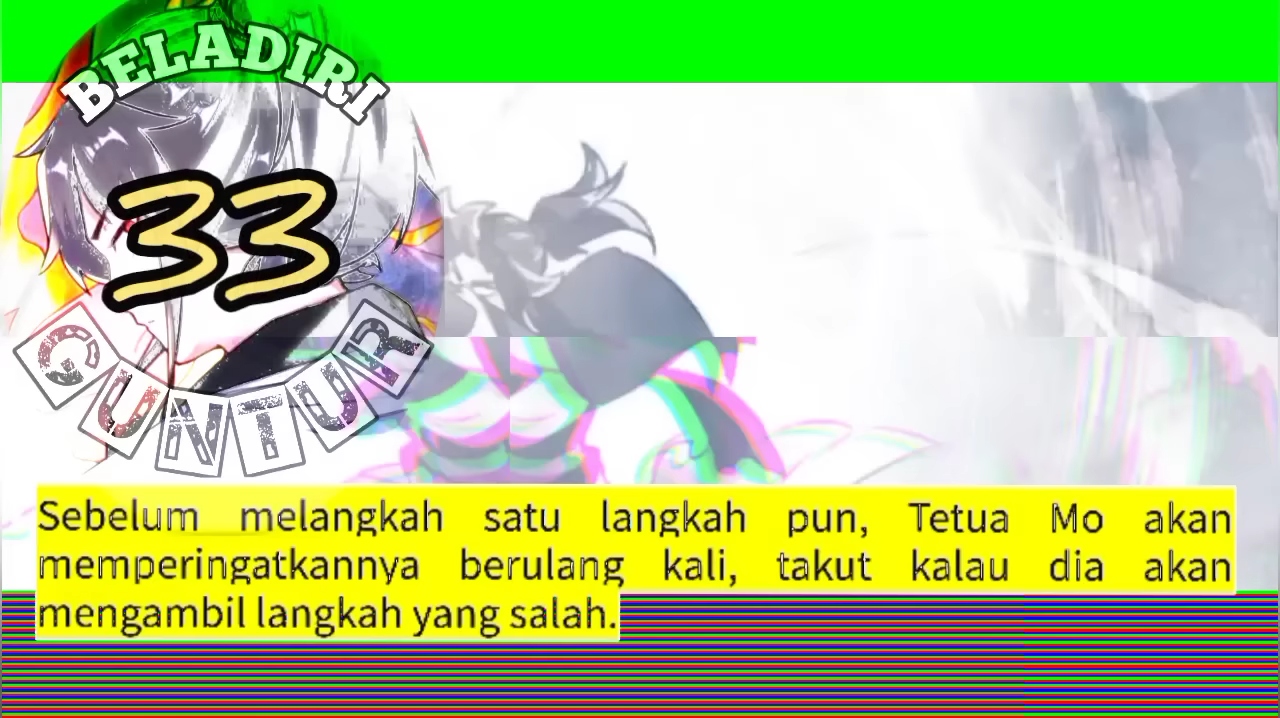 BELADIRI
33
GUNTUR
Sebelum melangkah satu langkah pun, Tetua Mo akan
memperingatkannya berulang kali, takut kalau dia akan
mengambil langkah yang salah.